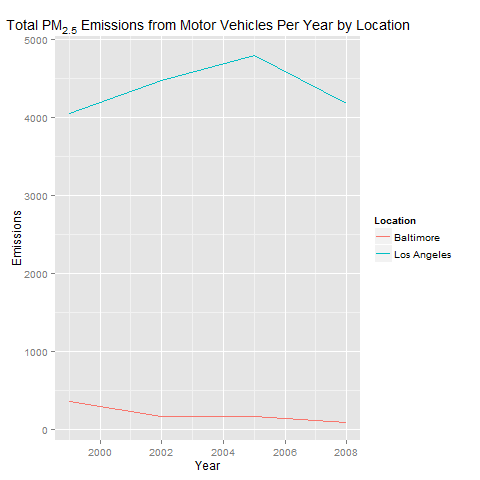 Total PM2.5 Emissions from Motor Vehicles Per Year by Location
5000
4000
3000
2000
1000
0
Emissions
2000 2002 2004 2006 2008
Year
Location
Baltimore
Los Angeles